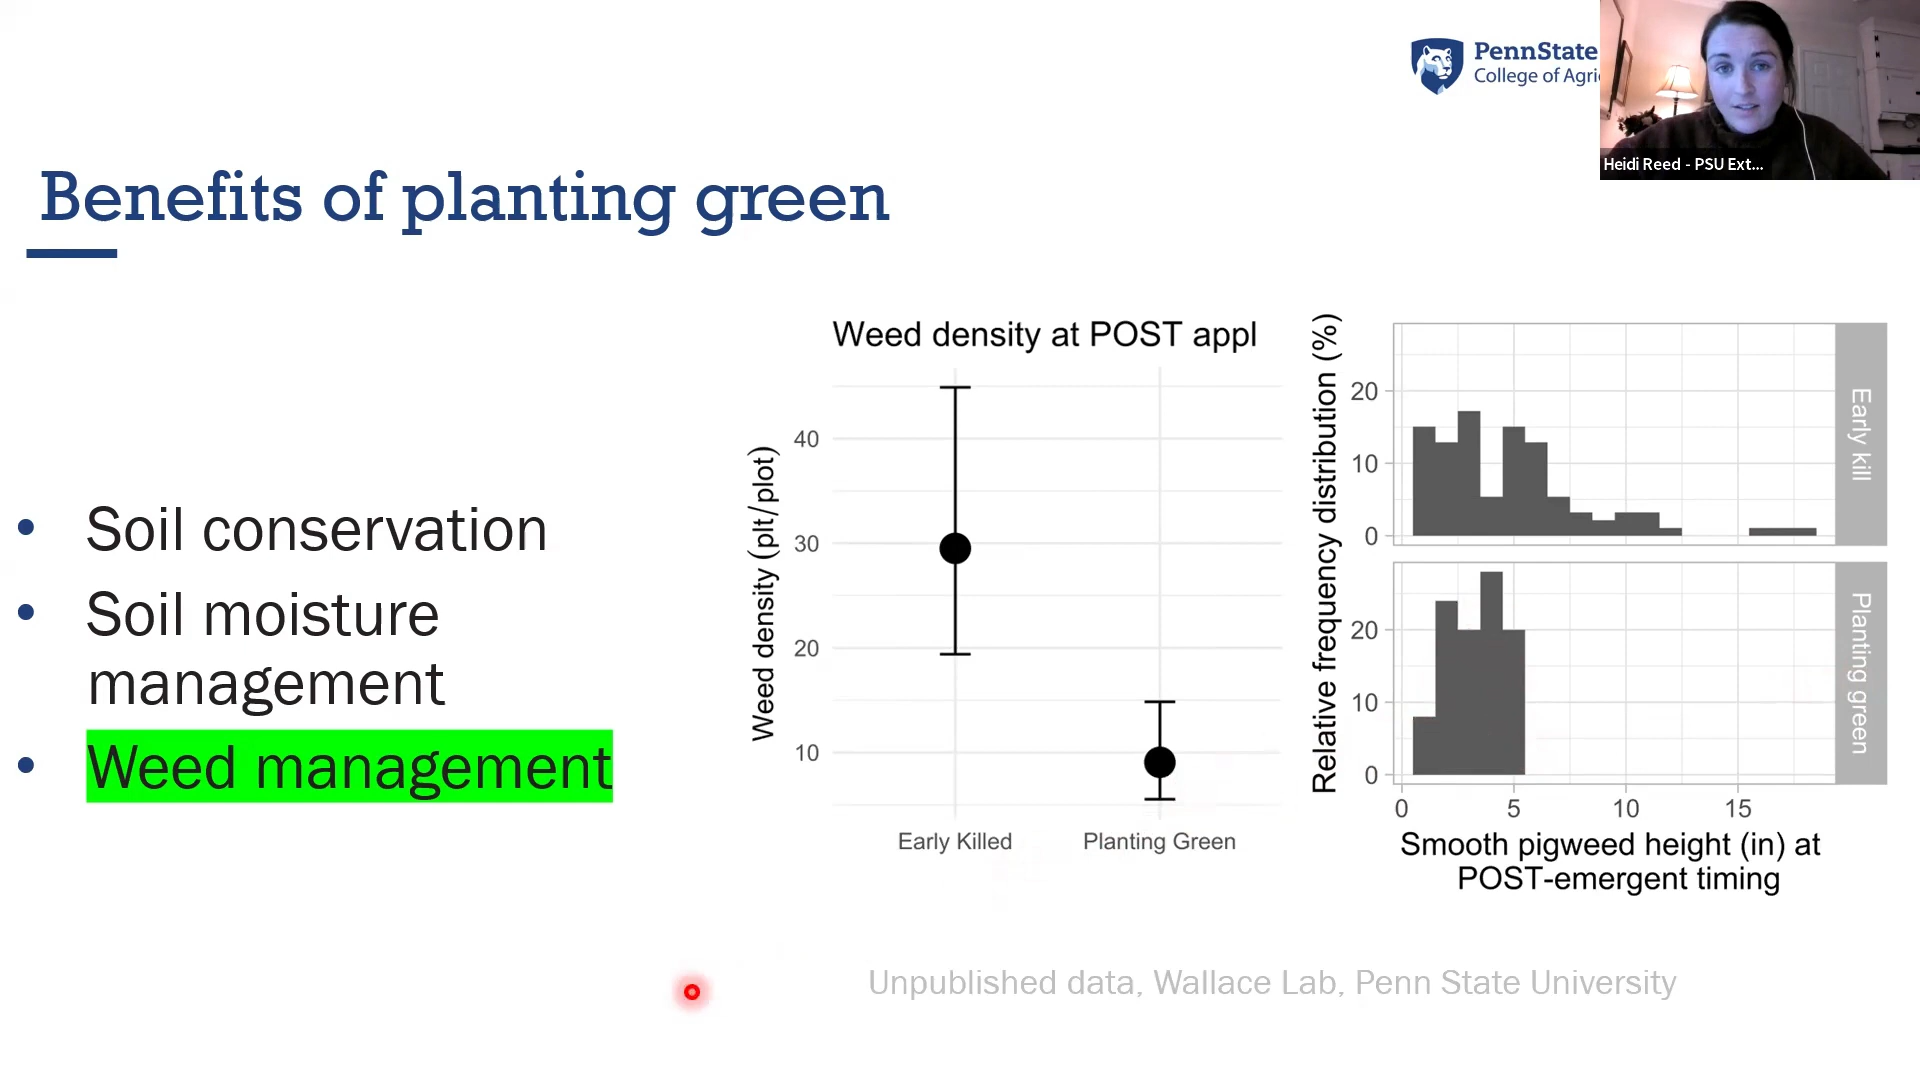 PennState
College of Agri
Heidi Reed - PSU Ext...
Benefits of planting green
• Soil conservation
• Soil moisture
management
• Weed management
Weed density at POST appl
Weed density (plt/plot)
40
30
20
10
Early Killed
Planting Green
Relative frequency distribution (%)
20
10
0
Early kill
20
10
0
Planting green
0 5 10 15
Smooth pigweed height (in) at
POST-emergent timing
Unpublished data, Wallace Lab, Penn State University